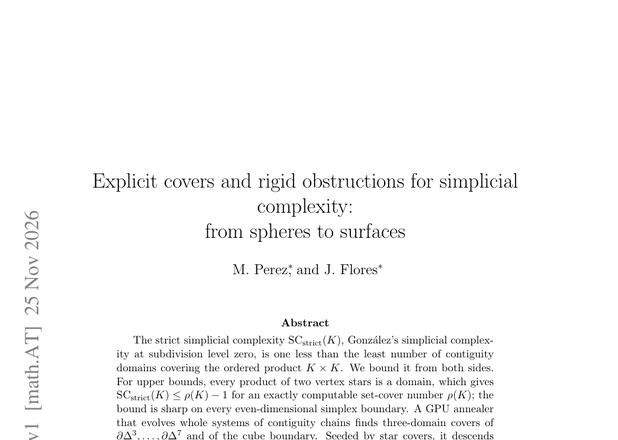 Explicit covers and rigid obstructions for simplicial
complexity:
from spheres to surfaces
M. Perez,* and J. Flores*
Abstract
The strict simplicial complexity SCstrict(K), González's simplicial complex-
ity at subdivision level zero, is one less than the least number of contiguity
domains covering the ordered product K × K. We bound it from both sides.
For upper bounds, every product of two vertex stars is a domain, which gives
SCstrict(K) ≤ ρ(K) − 1 for an exactly computable set-cover number ρ(K); the
bound is sharp on every even-dimensional simplex boundary. A GPU annealer
that evolves whole systems of contiguity chains finds three-domain covers of
∂Δ³, . . . , ∂Δ⁷ and of the cube boundary. Seeded by star covers, it descends
v1 [math.AT] 25 Nov 2026